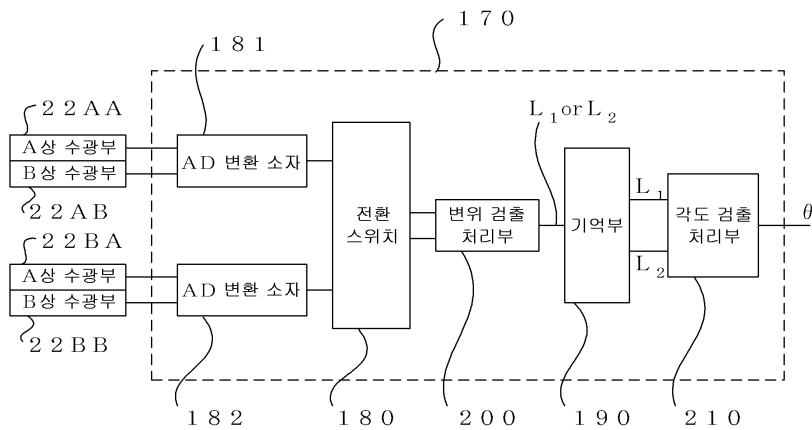 170
181
22AA
A상 수광부
B상 수광부
22AB
AD 변환 소자
L₁orL₂
전환
스위치
변위 검출
처리부
기억부
L₁
L₂
각도 검출
처리부
θ
22BA
A상 수광부
B상 수광부
22BB
AD 변환 소자
182
180
200
190
210